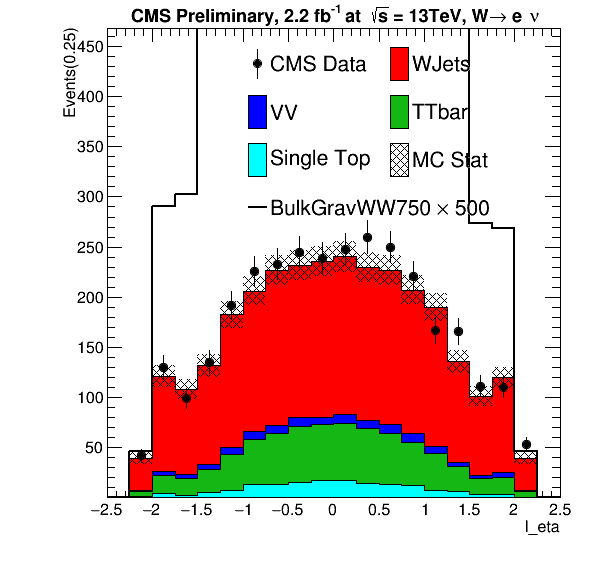 CMS Preliminary, 2.2 fb⁻¹ at √s = 13TeV, W→ e ν
Events(0.25)
CMS Data
WJets
VV
TTbar
Single Top
MC Stat
BulkGravWW750 × 500
450
400
350
300
250
200
150
100
50
−2.5 −2 −1.5 −1 −0.5 0 0.5 1 1.5 2 2.5
l_eta